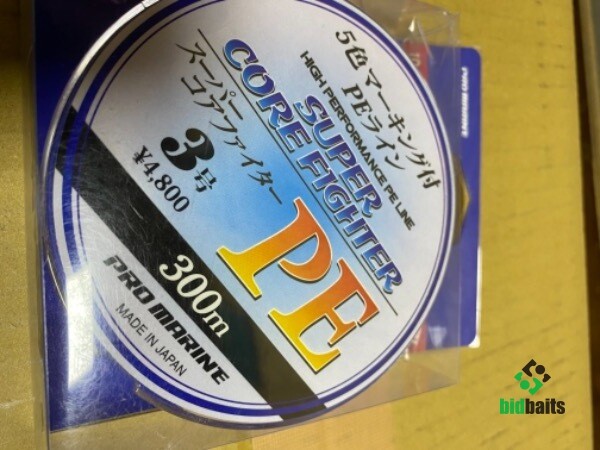 5色マーキング付
PEライン
HIGH PERFORMANCE PE LINE
SUPER
CORE FIGHTER
スーパー
コアファイター
3号
¥4,800
PE
300m
PRO MARINE
MADE IN JAPAN
PRO MARINE
bidbaits